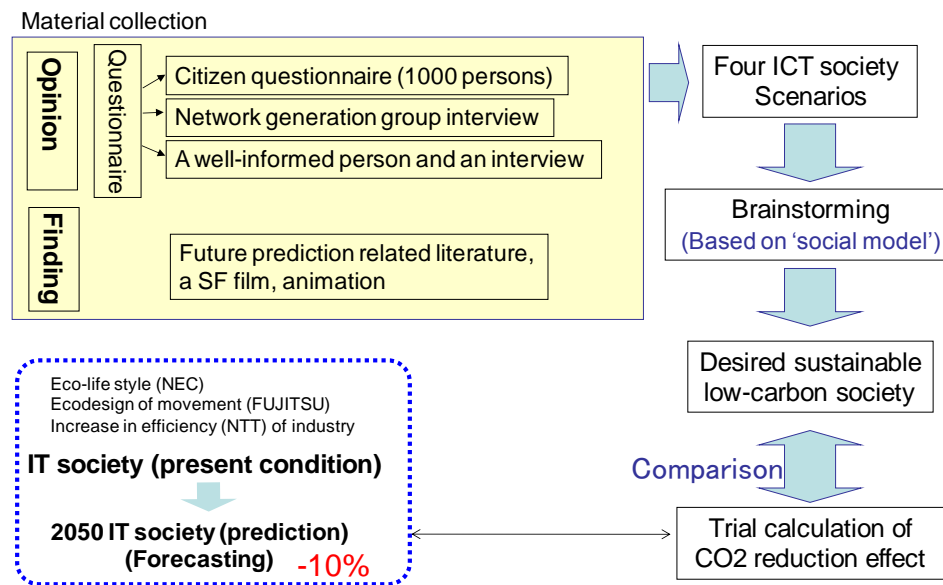 Material collection
Opinion
Questionnaire
Citizen questionnaire (1000 persons)
Network generation group interview
A well-informed person and an interview
Finding
Future prediction related literature,
a SF film, animation
Four ICT society
Scenarios
Brainstorming
(Based on ‘social model’)
Desired sustainable
low-carbon society
Comparison
Trial calculation of
CO2 reduction effect
Eco-life style (NEC)
Ecodesign of movement (FUJITSU)
Increase in efficiency (NTT) of industry
IT society (present condition)
2050 IT society (prediction)
(Forecasting) -10%